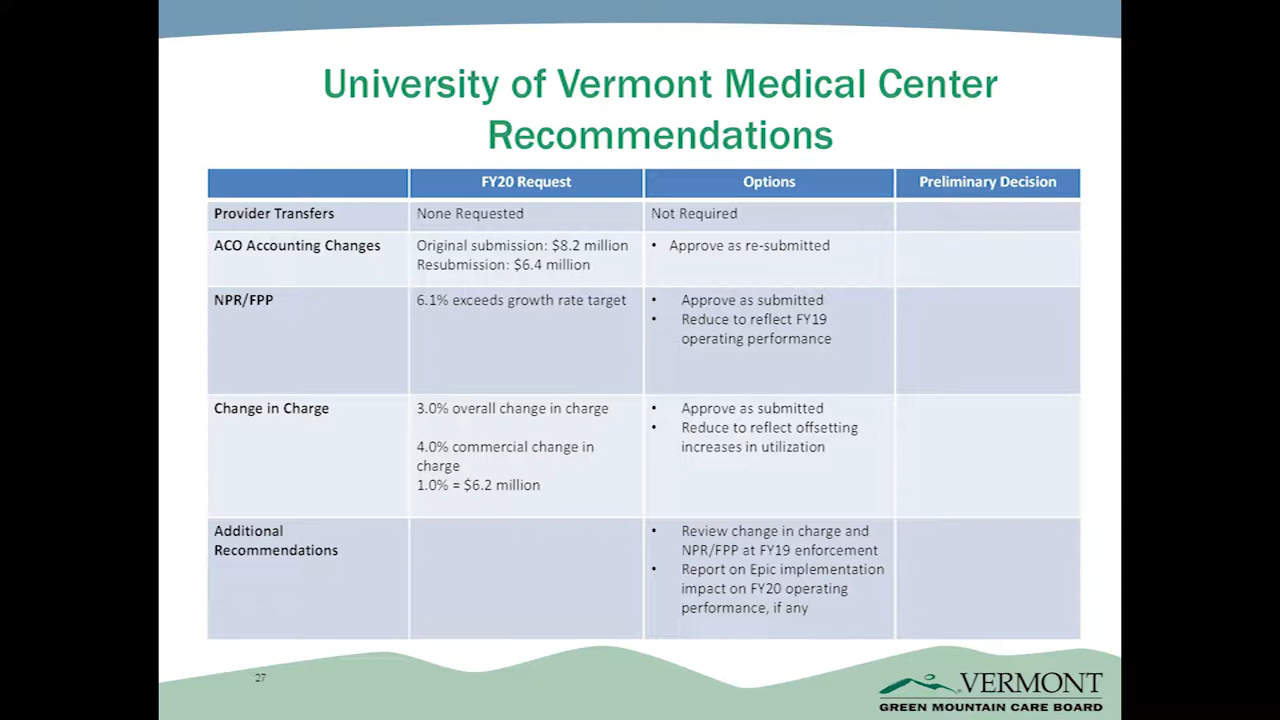 University of Vermont Medical Center
Recommendations
FY20 Request
Options
Preliminary Decision
Provider Transfers
None Requested
Not Required
ACO Accounting Changes
Original submission: $8.2 million
Resubmission: $6.4 million
• Approve as re-submitted
NPR/FPP
6.1% exceeds growth rate target
• Approve as submitted
• Reduce to reflect FY19
operating performance
Change in Charge
3.0% overall change in charge
4.0% commercial change in
charge
1.0% = $6.2 million
• Approve as submitted
• Reduce to reflect offsetting
increases in utilization
Additional
Recommendations
• Review change in charge and
NPR/FPP at FY19 enforcement
• Report on Epic implementation
impact on FY20 operating
performance, if any
27
VERMONT
GREEN MOUNTAIN CARE BOARD